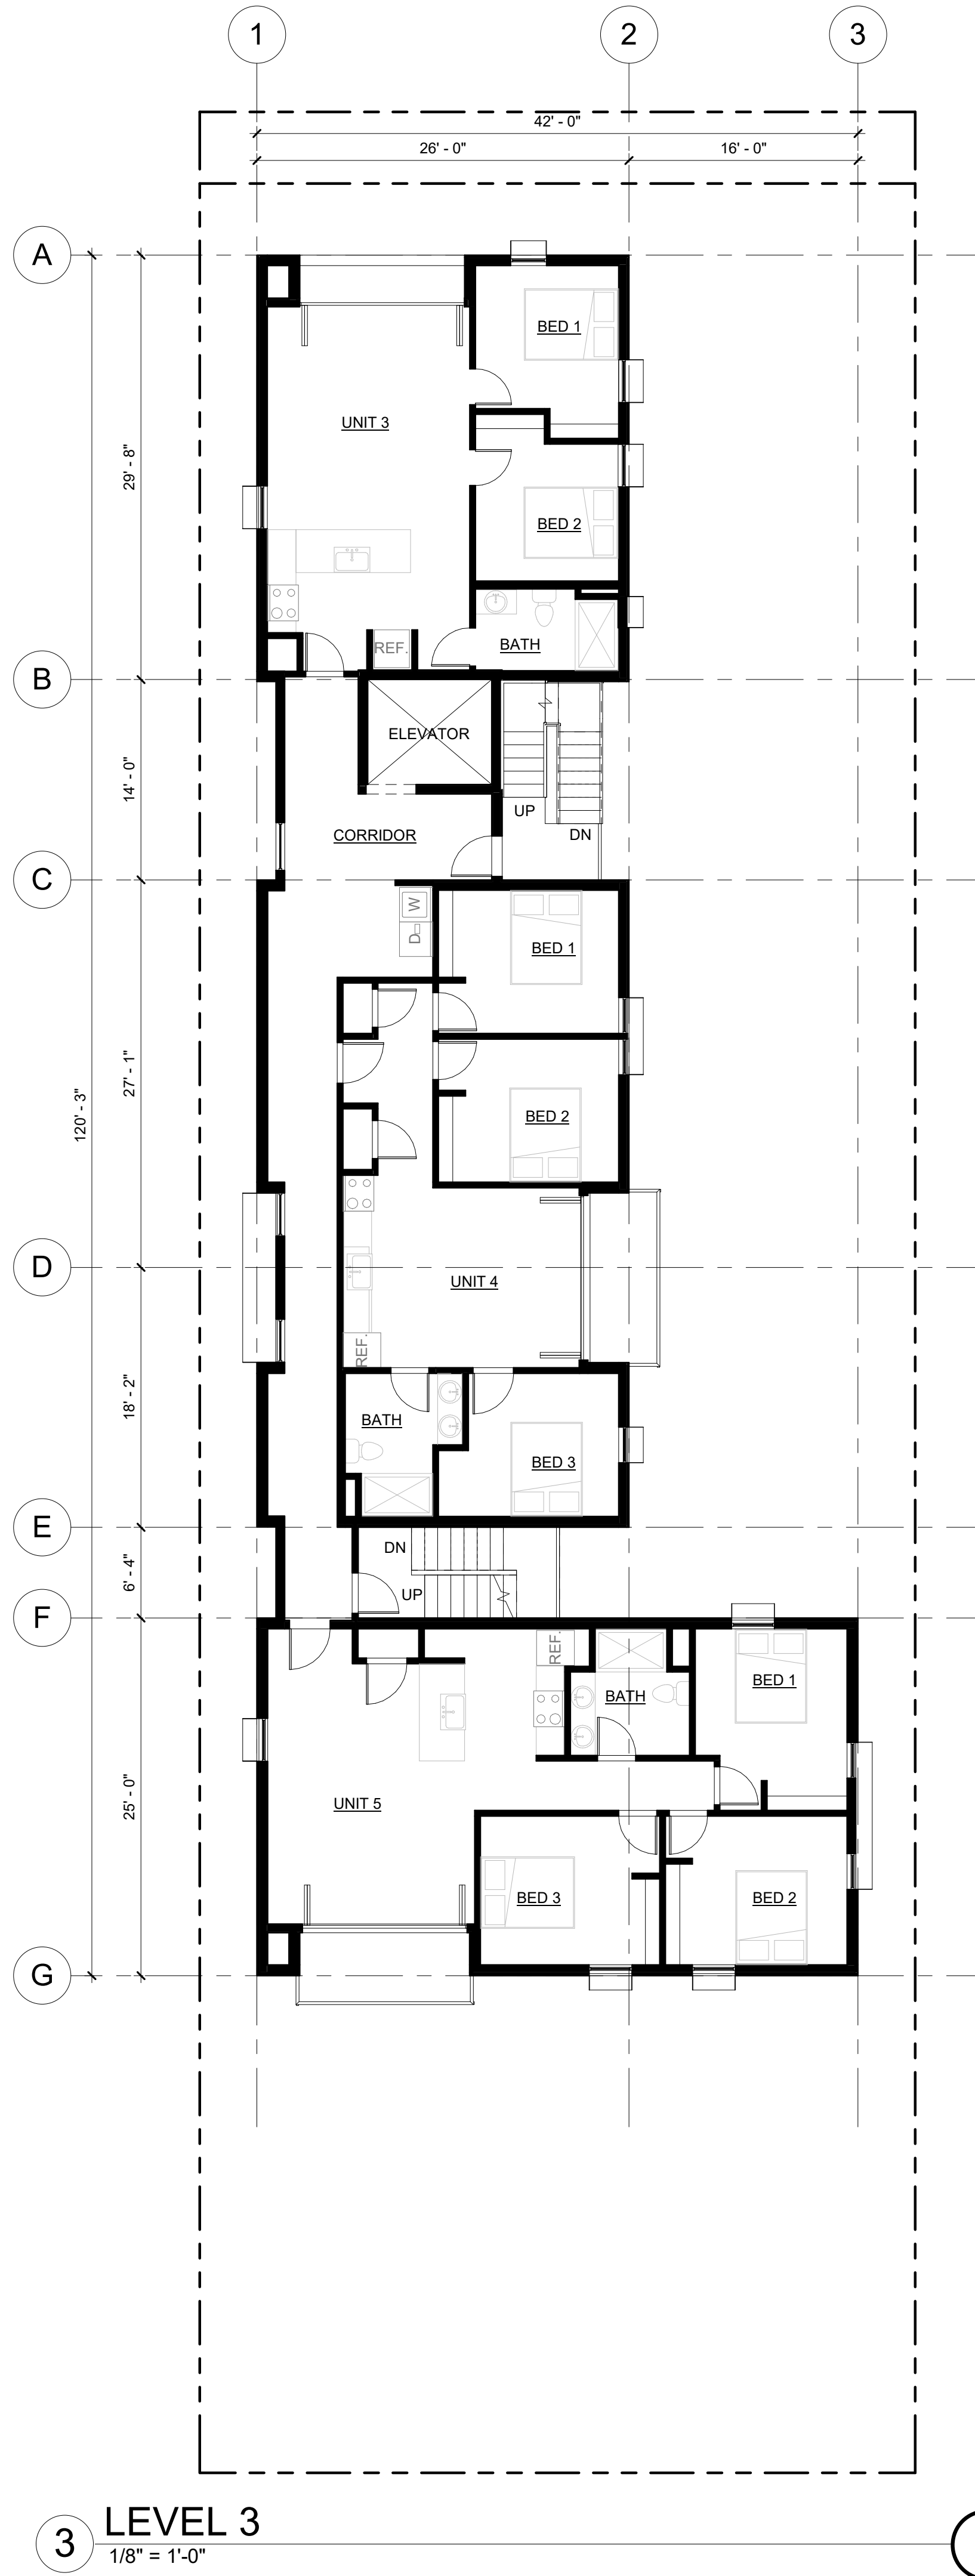 1
2
3
42' - 0"
26' - 0"
16' - 0"
A
BED 1
UNIT 3
29' - 8"
BED 2
BATH
REF.
B
ELEVATOR
14' - 0"
UP
DN
CORRIDOR
C
W
D
BED 1
27' - 1"
120' - 3"
BED 2
D
UNIT 4
REF.
18' - 2"
BATH
BED 3
E
DN
6' - 4"
UP
F
REF.
BED 1
BATH
25' - 0"
UNIT 5
BED 3
BED 2
G
3
LEVEL 3
1/8" = 1'-0"